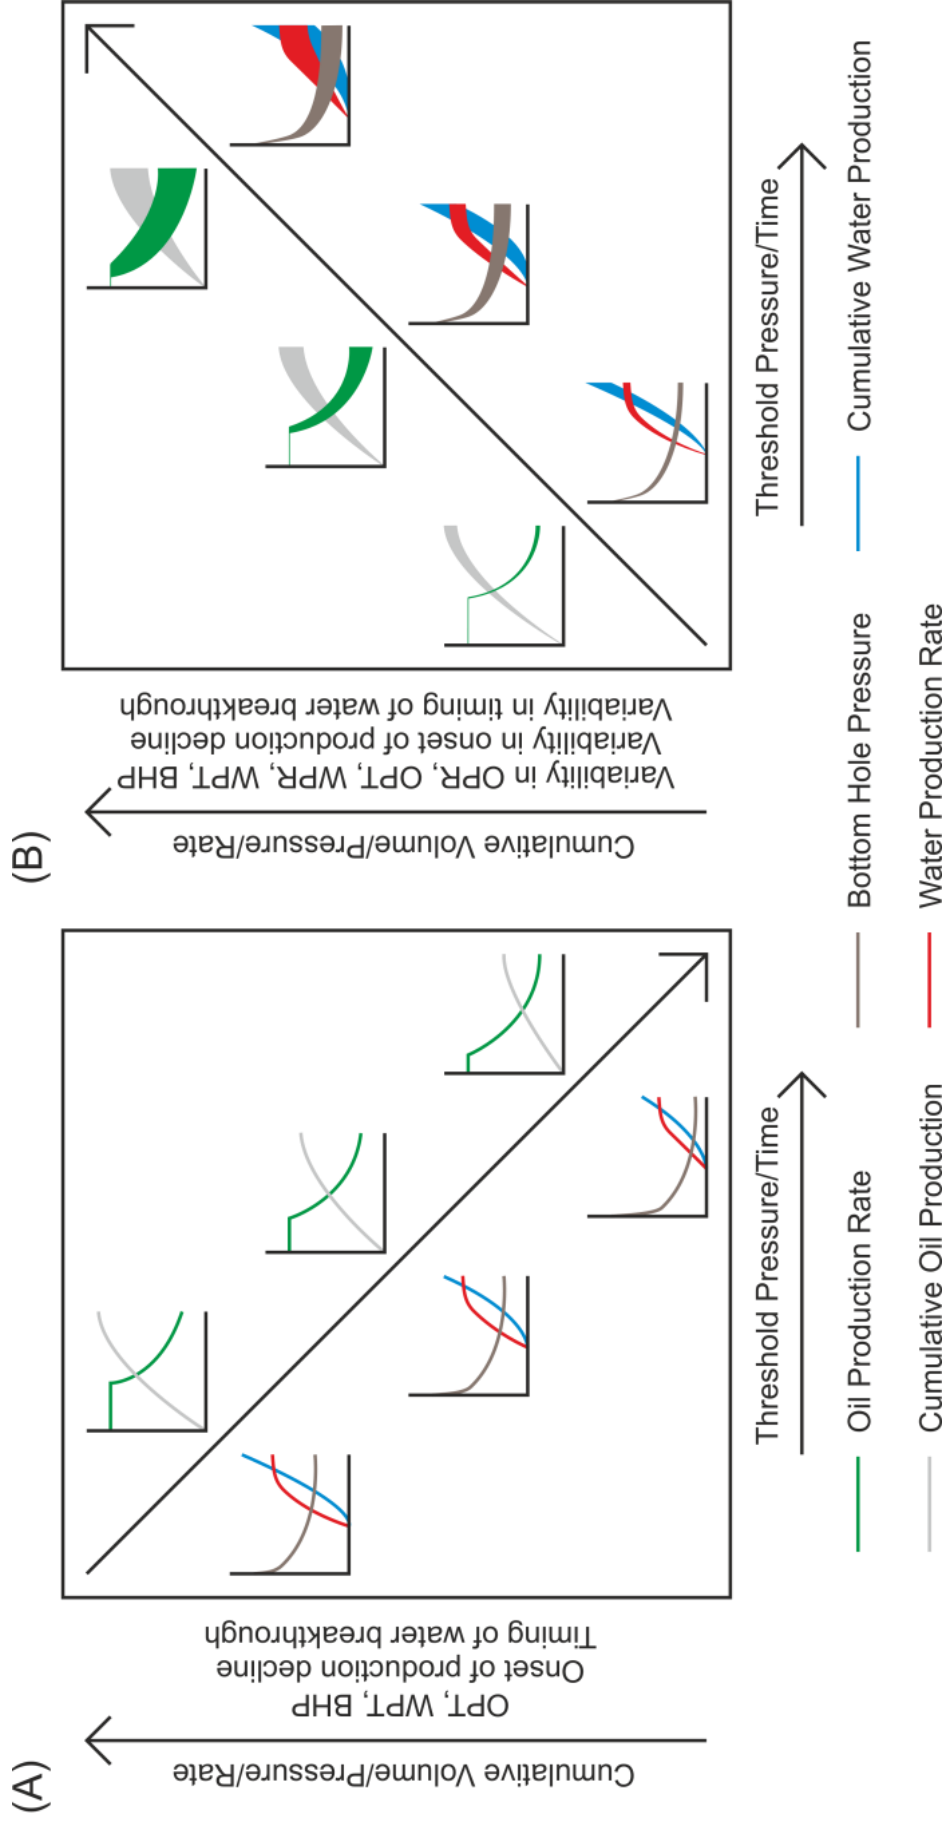 (A)
Cumulative Volume/Pressure/Rate
OPT, WPT, BHP
Onset of production decline
Timing of water breakthrough
Threshold Pressure/Time
(B)
Cumulative Volume/Pressure/Rate
Variability in OPR, OPT, WPR, WPT, BHP
Variability in onset of production decline
Variability in timing of water breakthrough
Threshold Pressure/Time
Oil Production Rate
Bottom Hole Pressure
Cumulative Water Production
Cumulative Oil Production
Water Production Rate